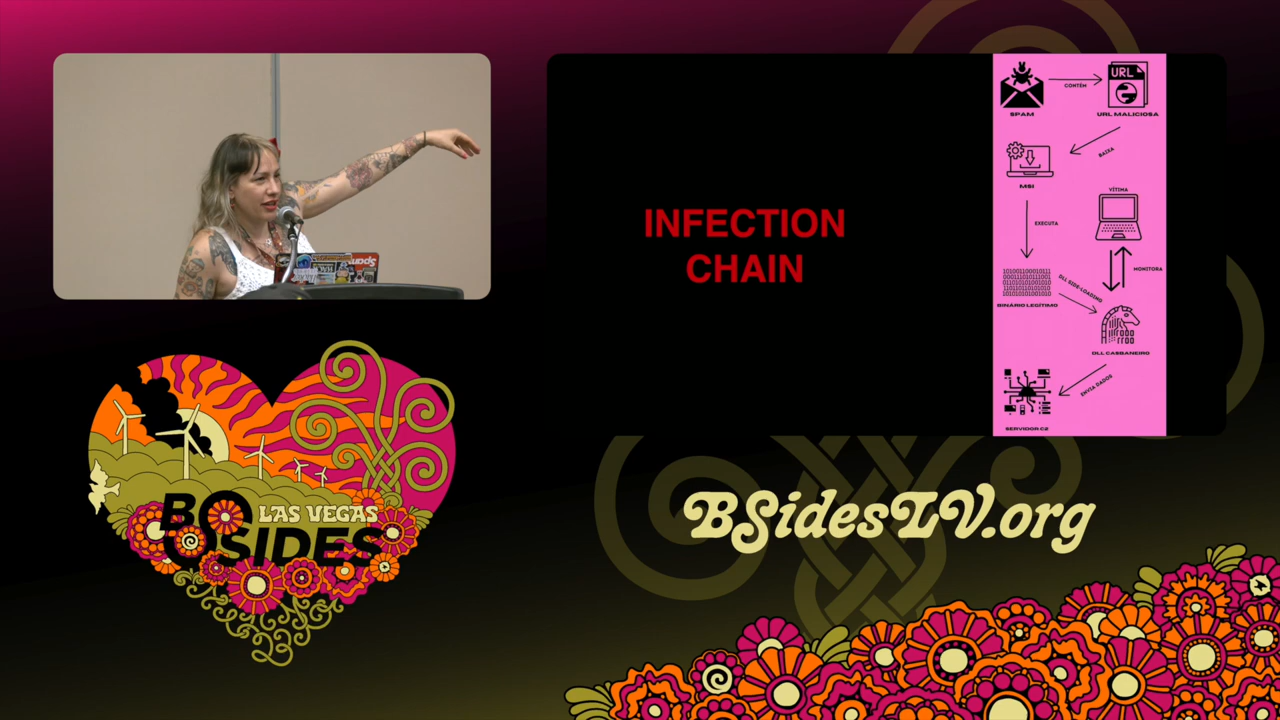 INFECTION
CHAIN
SPAM
CONTÉM
URL
URL MALICIOSA
BAIXA
MSI
EXECUTA
VÍTIMA
MONITORA
BINÁRIO LEGÍTIMO
DLL SIDE-LOADING
DLL CASBANEIRO
ENVIA DADOS
SERVIDOR C2
LAS VEGAS
BSIDES
23
BSidesLV.org